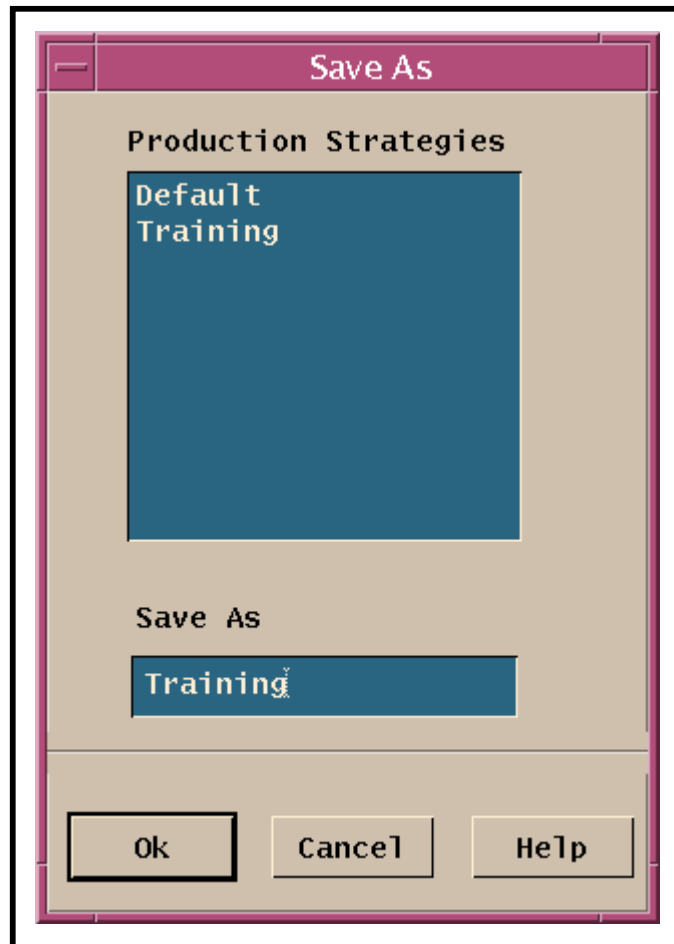 Save As
Production Strategies
Default
Training
Save As
Training
Ok Cancel Help